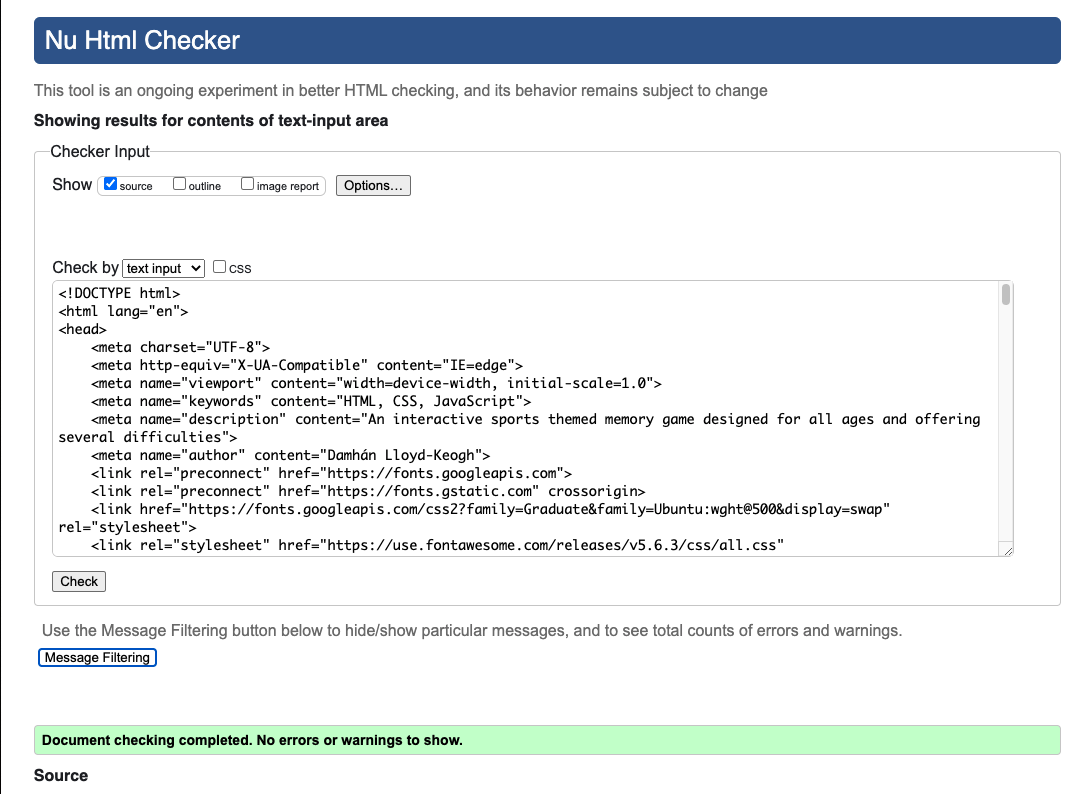 Nu Html Checker
This tool is an ongoing experiment in better HTML checking, and its behavior remains subject to change
Showing results for contents of text-input area
Checker Input
Show source outline image report Options...
Check by text input css
<!DOCTYPE html>
<html lang="en">
<head>
    <meta charset="UTF-8">
    <meta http-equiv="X-UA-Compatible" content="IE=edge">
    <meta name="viewport" content="width=device-width, initial-scale=1.0">
    <meta name="keywords" content="HTML, CSS, JavaScript">
    <meta name="description" content="An interactive sports themed memory game designed for all ages and offering
several difficulties">
    <meta name="author" content="Damhán Lloyd-Keogh">
    <link rel="preconnect" href="https://fonts.googleapis.com">
    <link rel="preconnect" href="https://fonts.gstatic.com" crossorigin>
    <link href="https://fonts.googleapis.com/css2?family=Graduate&family=Ubuntu:wght@500&display=swap"
rel="stylesheet">
    <link rel="stylesheet" href="https://use.fontawesome.com/releases/v5.6.3/css/all.css"
Check
Use the Message Filtering button below to hide/show particular messages, and to see total counts of errors and warnings.
Message Filtering
Document checking completed. No errors or warnings to show.
Source